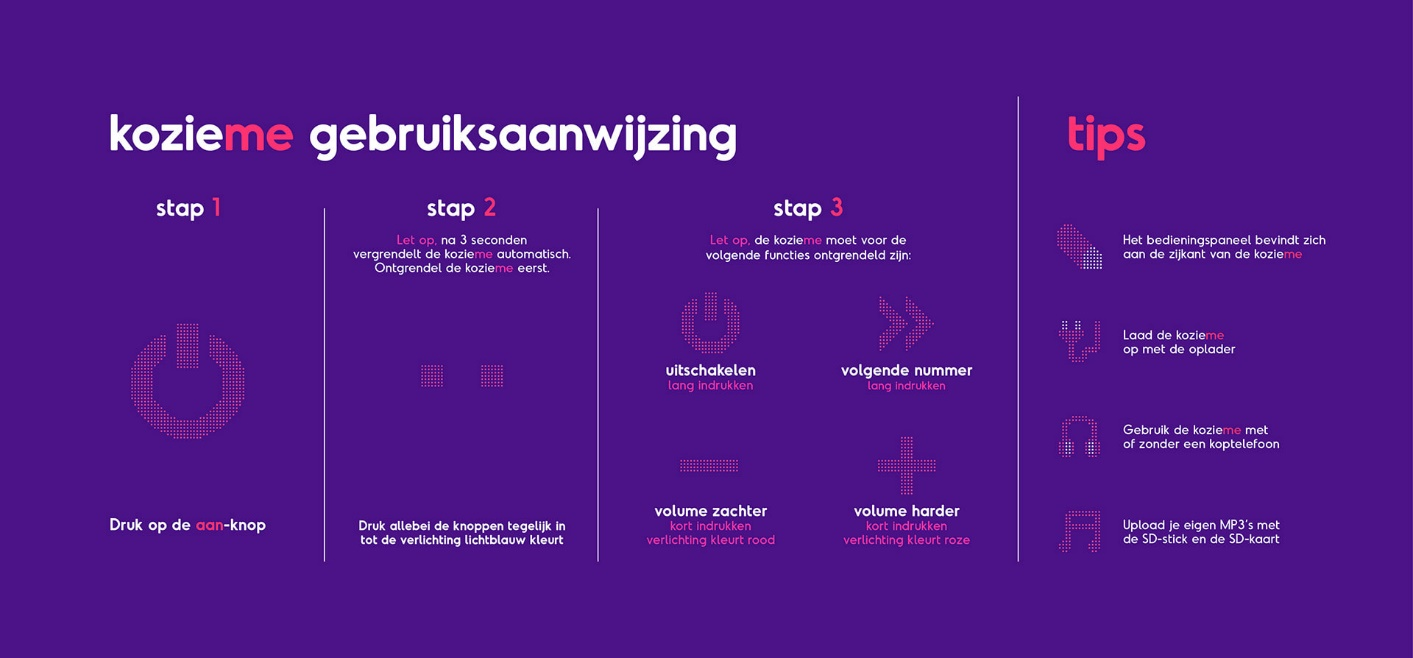 kozieme gebruiksaanwijzing
stap 1
Druk op de aan-knop
stap 2
Let op, na 3 seconden
vergrendelt de kozieme automatisch.
Ontgrendel de kozieme eerst.
Druk allebei de knoppen tegelijk in
tot de verlichting lichtblauw kleurt
stap 3
Let op, de kozieme moet voor de
volgende functies ontgrendeld zijn:
uitschakelen
lang indrukken
volgende nummer
lang indrukken
volume zachter
kort indrukken
verlichting kleurt rood
volume harder
kort indrukken
verlichting kleurt roze
tips
Het bedieningspaneel bevindt zich
aan de zijkant van de kozieme
Laad de kozieme
op met de oplader
Gebruik de kozieme met
of zonder een koptelefoon
Upload je eigen MP3's met
de SD-stick en de SD-kaart